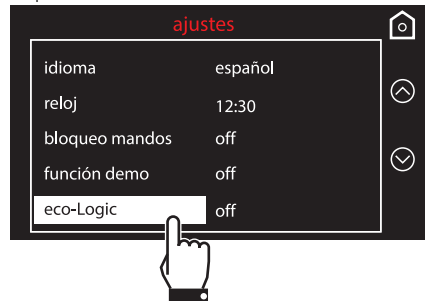 ajustes
idioma español
reloj 12:30
bloqueo mandos off
función demo off
eco-Logic off